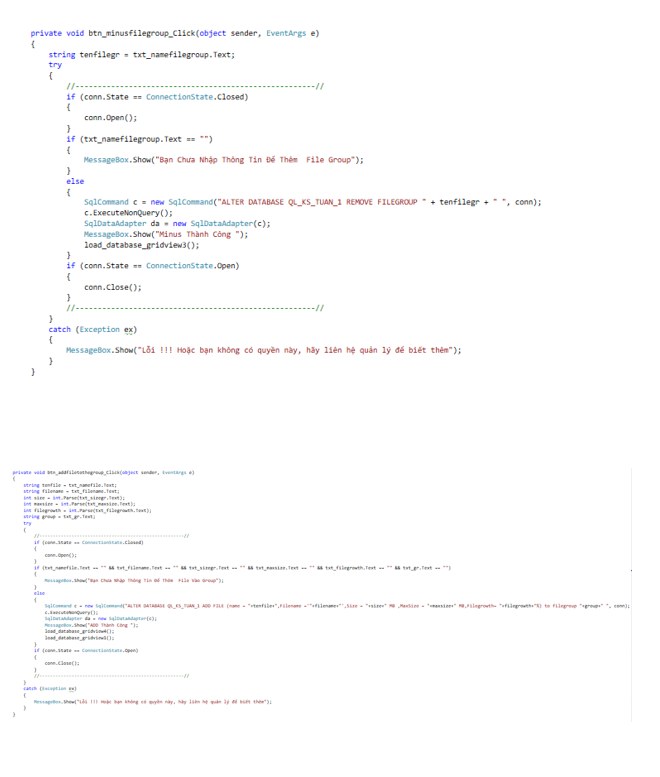 private void btn_minusfilegroup_Click(object sender, EventArgs e)
{
string tenfilegr = txt_namefilegroup.Text;
try
{
//------------------------------------------------------//
if (conn.State == ConnectionState.Closed)
{
conn.Open();
}
if (txt_namefilegroup.Text == "")
{
MessageBox.Show("Bạn Chưa Nhập Thông Tin Để Thêm  File Group");
}
else
{
SqlCommand c = new SqlCommand("ALTER DATABASE QL_KS_TUAN_1 REMOVE FILEGROUP " + tenfilegr + " ", conn);
c.ExecuteNonQuery();
SqlDataAdapter da = new SqlDataAdapter(c);
MessageBox.Show("Minus Thành Công ");
load_database_gridview3();
}
if (conn.State == ConnectionState.Open)
{
conn.Close();
}
//------------------------------------------------------//
}
catch (Exception ex)
{
MessageBox.Show("Lỗi !!! Hoặc bạn không có quyền này, hãy liên hệ quản lý để biết thêm");
}
}
private void btn_addfiletothegroup_Click(object sender, EventArgs e)
{
string tenfile = txt_namefile.Text;
string filename = txt_filename.Text;
int size = int.Parse(txt_sizegr.Text);
int maxsize = int.Parse(txt_maxsize.Text);
int filegrowth = int.Parse(txt_filegrowth.Text);
string group = txt_gr.Text;
try
{
//------------------------------------------------------//
if (conn.State == ConnectionState.Closed)
{
conn.Open();
}
if (txt_namefile.Text == "" && txt_filename.Text == "" && txt_sizegr.Text == "" && txt_maxsize.Text == "" && txt_filegrowth.Text == "" && txt_gr.Text == "")
{
MessageBox.Show("Bạn Chưa Nhập Thông Tin Để Thêm  File Vào Group");
}
else
{
SqlCommand c = new SqlCommand("ALTER DATABASE QL_KS_TUAN_1 ADD FILE (name = "+tenfile+",Filename ='"+filename+"',Size = "+size+" MB ,MaxSize = "+maxsize+" MB,Filegrowth= "+filegrowth+"%) to filegroup "+group+" ", conn);
c.ExecuteNonQuery();
SqlDataAdapter da = new SqlDataAdapter(c);
MessageBox.Show("ADD Thành Công ");
load_database_gridview4();
load_database_gridview1();
}
if (conn.State == ConnectionState.Open)
{
conn.Close();
}
//------------------------------------------------------//
}
catch (Exception ex)
{
MessageBox.Show("Lỗi !!! Hoặc bạn không có quyền này, hãy liên hệ quản lý để biết thêm");
}
}